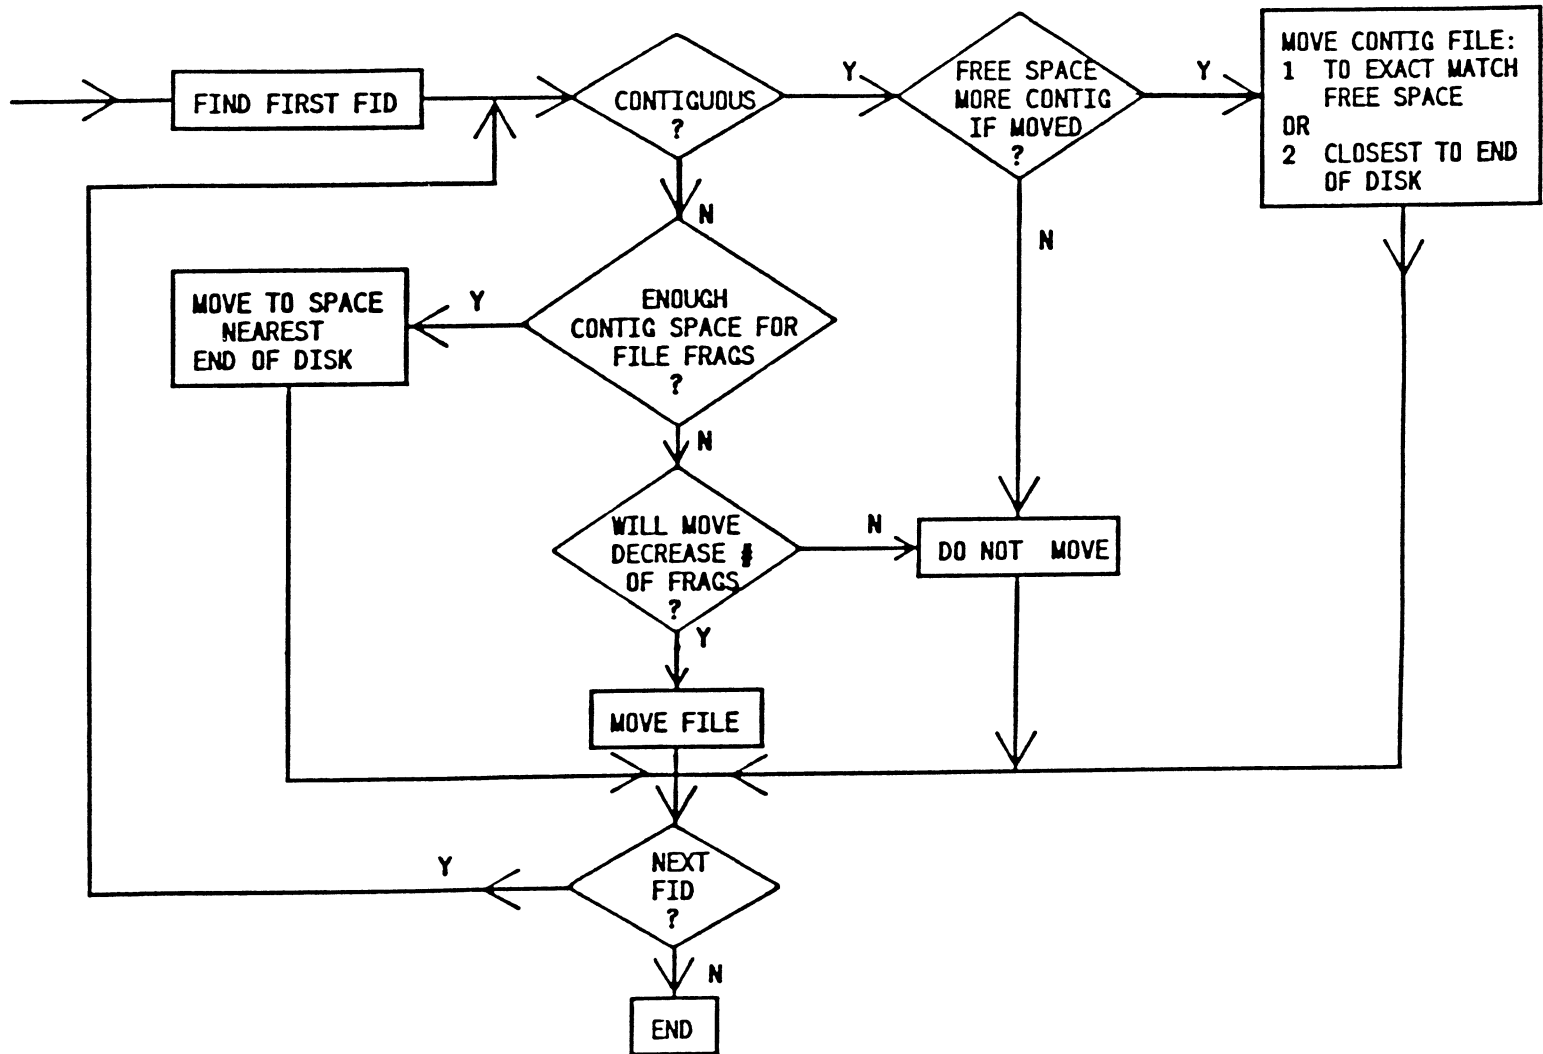 FIND FIRST FID
CONTIGUOUS
?
Y
FREE SPACE
MORE CONTIG
IF MOVED
?
Y
MOVE CONTIG FILE:
1 TO EXACT MATCH
FREE SPACE
OR
2 CLOSEST TO END
OF DISK
N
N
MOVE TO SPACE
NEAREST
END OF DISK
Y
ENOUGH
CONTIG SPACE FOR
FILE FRAGS
?
N
WILL MOVE
DECREASE #
OF FRAGS
?
N
DO NOT MOVE
Y
MOVE FILE
Y
NEXT
FID
?
N
END